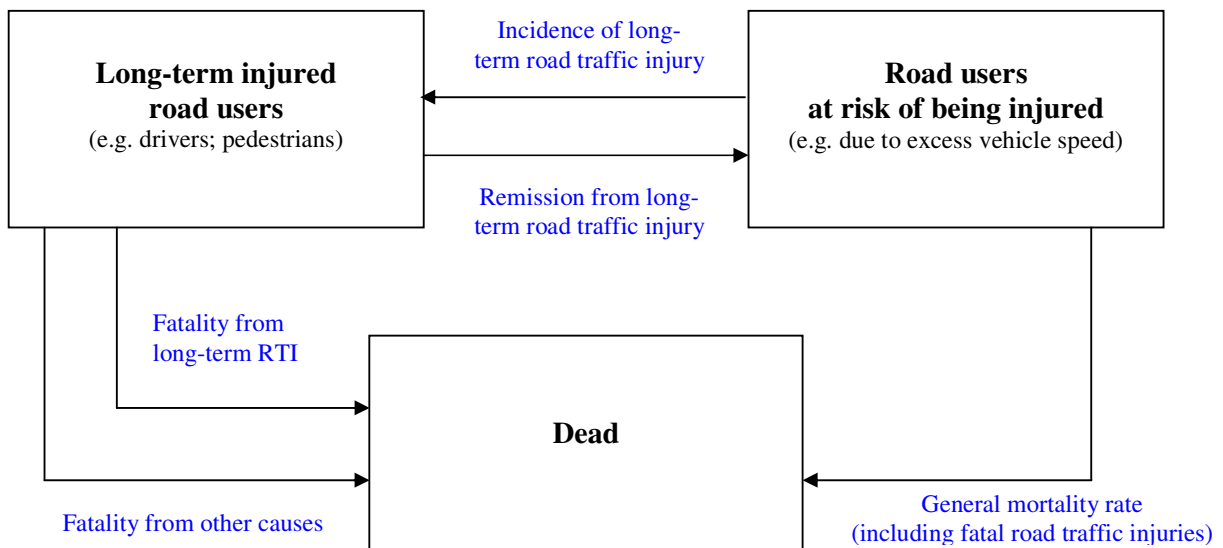 Long-term injured
road users
(e.g. drivers; pedestrians)
Incidence of long-
term road traffic injury
Road users
at risk of being injured
(e.g. due to excess vehicle speed)
Remission from long-
term road traffic injury
Fatality from
long-term RTI
Dead
Fatality from other causes
General mortality rate
(including fatal road traffic injuries)